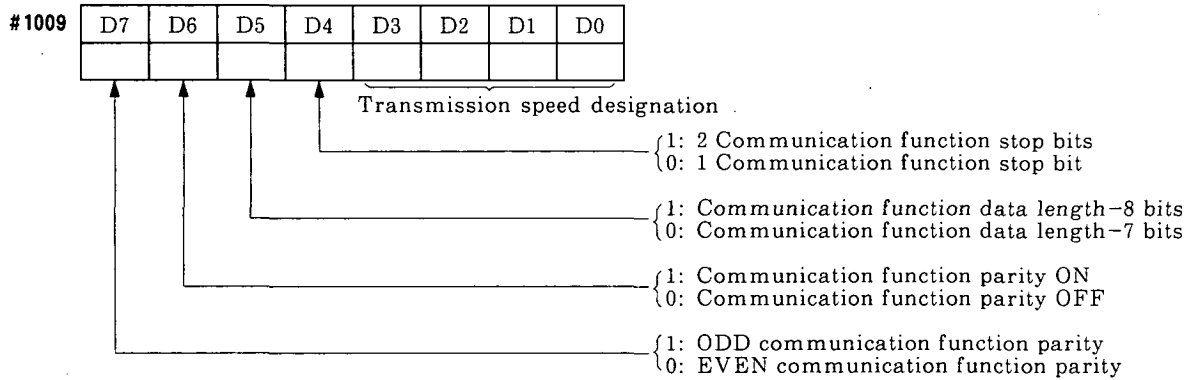 #1009 D7 D6 D5 D4 D3 D2 D1 D0
Transmission speed designation
1: 2 Communication function stop bits
0: 1 Communication function stop bit
1: Communication function data length-8 bits
0: Communication function data length-7 bits
1: Communication function parity ON
0: Communication function parity OFF
1: ODD communication function parity
0: EVEN communication function parity